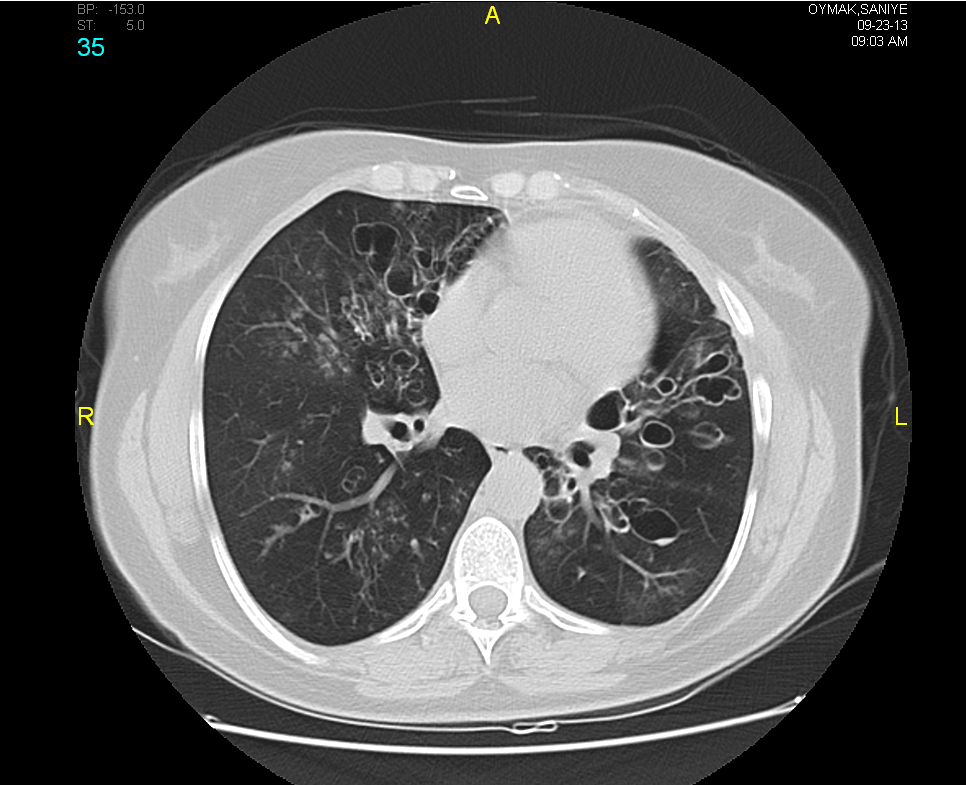 BP: -153.0
ST: 5.0
35
A
OYMAK,SANIYE
09-23-13
09:03 AM
R
L